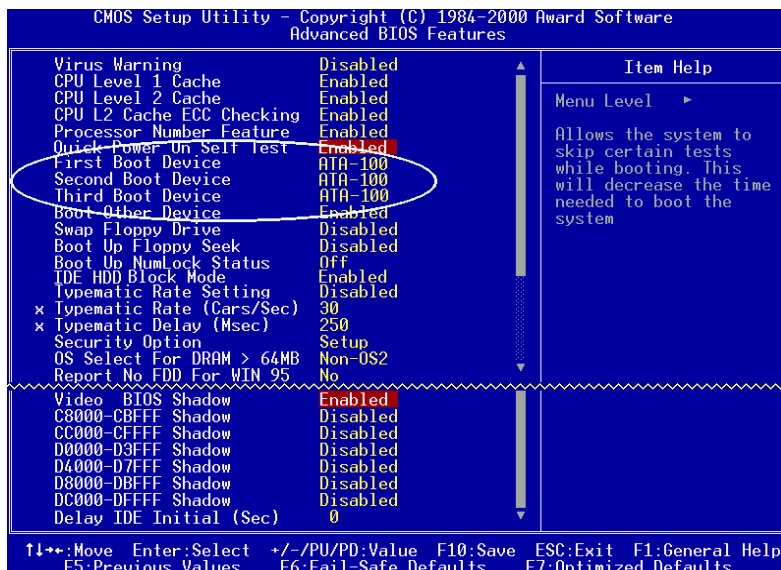 CMOS Setup Utility - Copyright (C) 1984-2000 Award Software
Advanced BIOS Features
Virus Warning Disabled
CPU Level 1 Cache Enabled
CPU Level 2 Cache Enabled
CPU L2 Cache ECC Checking Enabled
Processor Number Feature Enabled
Quick Power On Self Test Enabled
First Boot Device ATA-100
Second Boot Device ATA-100
Third Boot Device ATA-100
Boot Other Device Enabled
Swap Floppy Drive Disabled
Boot Up Floppy Seek Disabled
Boot Up NumLock Status Off
IDE HDD Block Mode Enabled
Typematic Rate Setting Disabled
x Typematic Rate (Cars/Sec) 30
x Typematic Delay (Msec) 250
Security Option Setup
OS Select For DRAM > 64MB Non-OS2
Report No FDD For WIN 95 No
Video BIOS Shadow Enabled
C8000-CBFFF Shadow Disabled
CC000-CFFFF Shadow Disabled
D0000-D3FFF Shadow Disabled
D4000-D7FFF Shadow Disabled
D8000-DBFFF Shadow Disabled
DC000-DFFFF Shadow Disabled
Delay IDE Initial (Sec) 0
Item Help
Menu Level ►
Allows the system to
skip certain tests
while booting. This
will decrease the time
needed to boot the
system
↑↓→←:Move Enter:Select +/-/PU/PD:Value F10:Save ESC:Exit F1:General Help
F5:Previous Values F6:Fail-Safe Defaults F7:Optimized Defaults